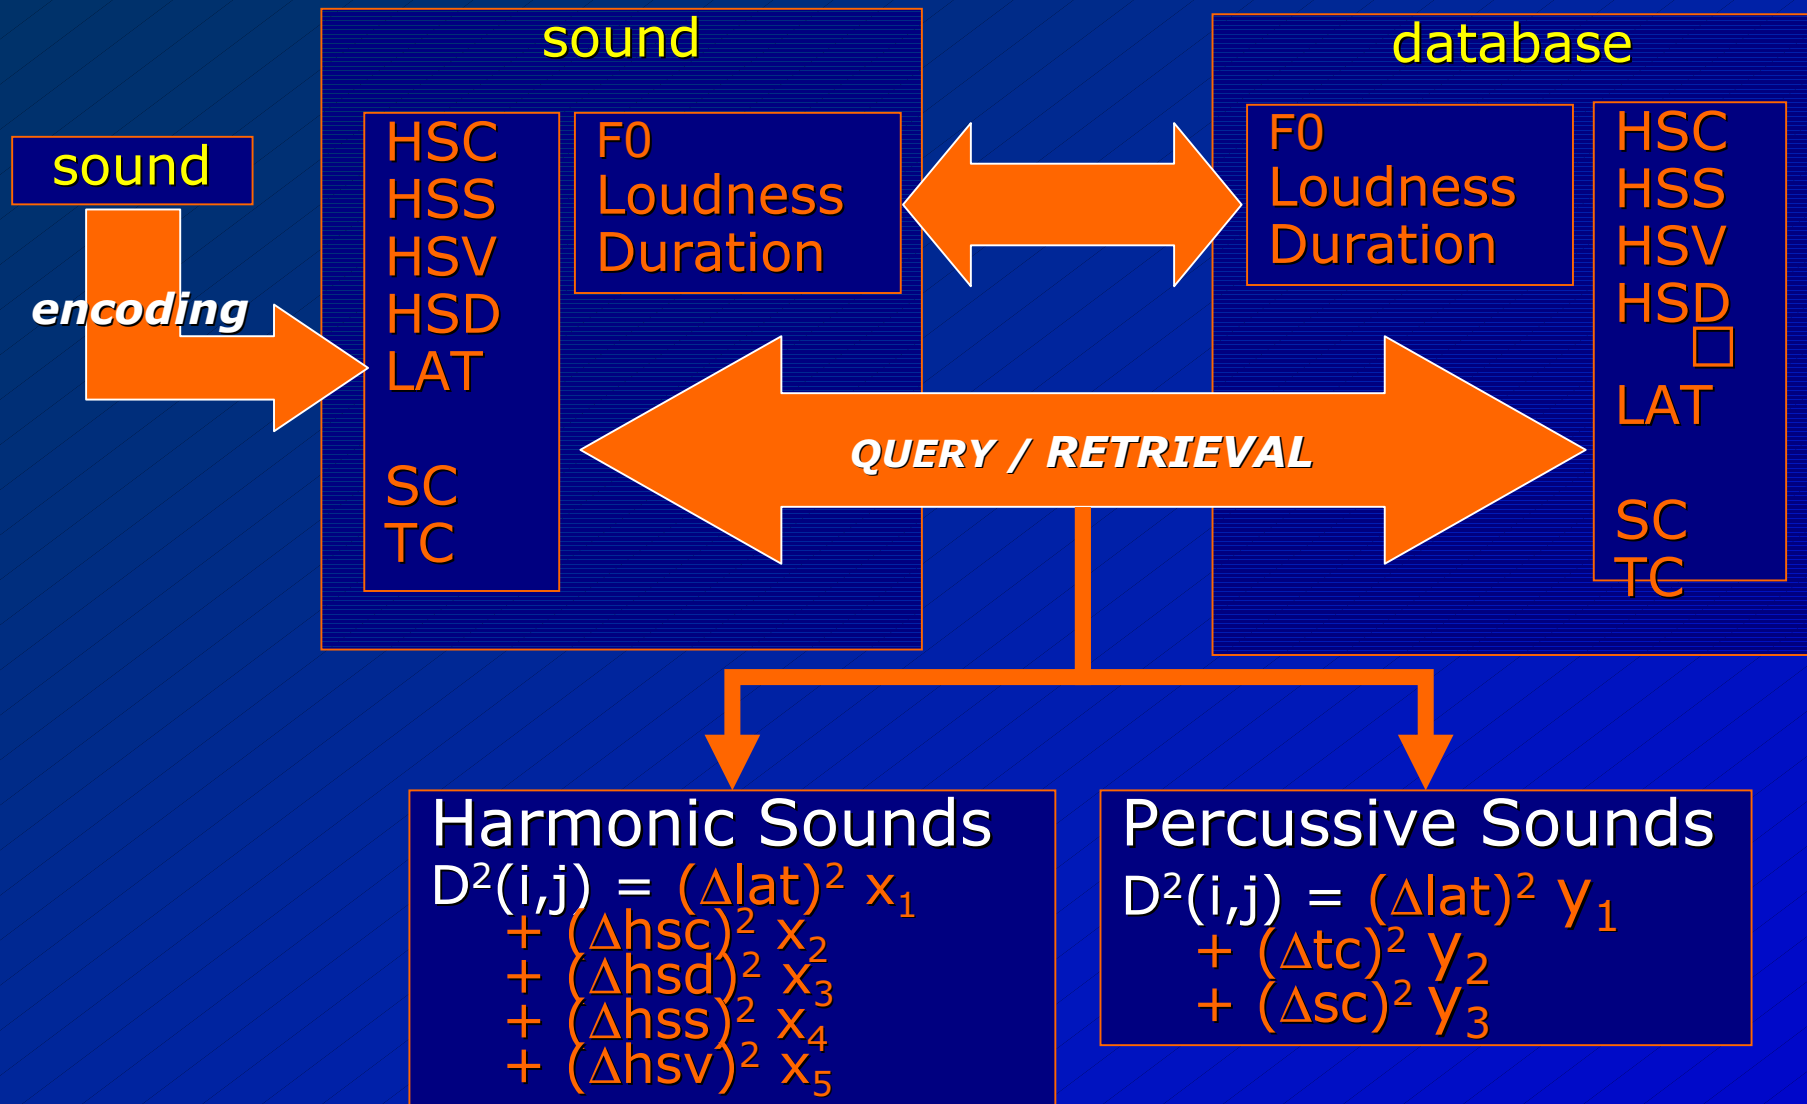 sound
encoding
sound
HSC
HSS
HSV
HSD
LAT
SC
TC
F0
Loudness
Duration
QUERY / RETRIEVAL
database
F0
Loudness
Duration
HSC
HSS
HSV
HSD
LAT
SC
TC
Harmonic Sounds
D²(i,j) = (Δlat)² x₁
+ (Δhsc)² x₂
+ (Δhsd)² x₃
+ (Δhss)² x₄
+ (Δhsv)² x₅
Percussive Sounds
D²(i,j) = (Δlat)² y₁
+ (Δtc)² y₂
+ (Δsc)² y₃